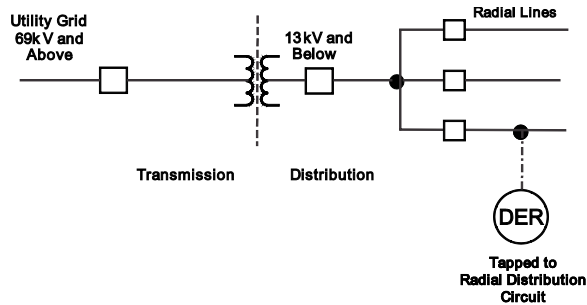 Utility Grid
69kV and
Above
13kV and
Below
Radial Lines
Transmission
Distribution
DER
Tapped to
Radial Distribution
Circuit